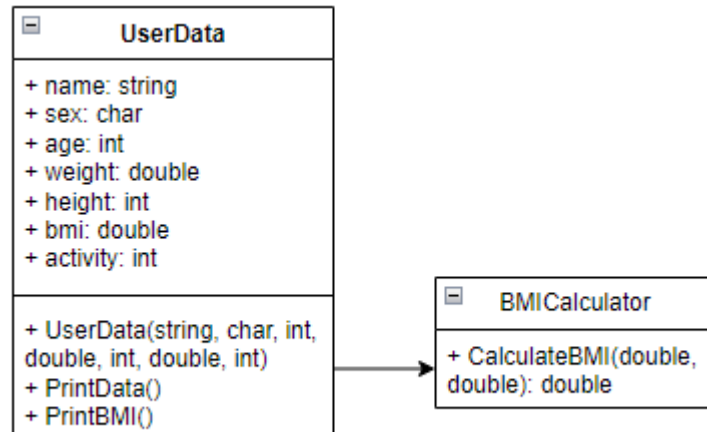 UserData
+ name: string
+ sex: char
+ age: int
+ weight: double
+ height: int
+ bmi: double
+ activity: int
+ UserData(string, char, int,
double, int, double, int)
+ PrintData()
+ PrintBMI()
BMICalculator
+ CalculateBMI(double,
double): double